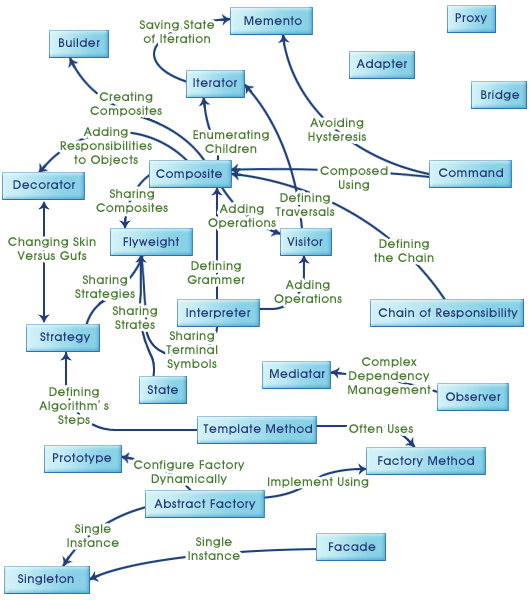 Proxy
Memento
Saving State
of Iteration
Builder
Adapter
Iterator
Bridge
Creating
Composites
Avoiding
Hysteresis
Adding
Responsibilities
to Objects
Enumerating
Children
Composite
Composed
Using
Command
Decorator
Sharing
Composites
Adding
Operations
Defining
Traversals
Changing Skin
Versus Gufs
Flyweight
Visitor
Defining
the Chain
Defining
Grammer
Sharing
Strategies
Adding
Operations
Sharing
Strates
Interpreter
Chain of Responsibility
Strategy
Sharing
Terminal
Symbols
Mediatar
Complex
Dependency
Management
State
Observer
Defining
Algorithm's
Steps
Template Method
Often Uses
Prototype
Configure Factory
Dynamically
Factory Method
Implement Using
Abstract Factory
Single
Instance
Single
Instance
Facade
Singleton